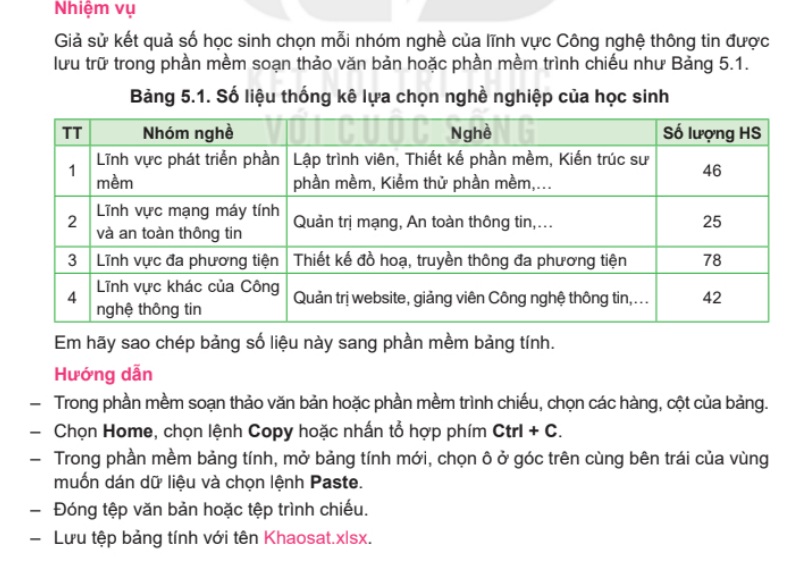 Nhiệm vụ
Giả sử kết quả số học sinh chọn mỗi nhóm nghề của lĩnh vực Công nghệ thông tin được
lưu trữ trong phần mềm soạn thảo văn bản hoặc phần mềm trình chiếu như Bảng 5.1.
KẾT NỐI TRI THỨC
VỚI CUỘC SỐNG
Bảng 5.1. Số liệu thống kê lựa chọn nghề nghiệp của học sinh
TT Nhóm nghề Nghề Số lượng HS
1 Lĩnh vực phát triển phần mềm Lập trình viên, Thiết kế phần mềm, Kiến trúc sư phần mềm, Kiểm thử phần mềm,... 46
2 Lĩnh vực mạng máy tính và an toàn thông tin Quản trị mạng, An toàn thông tin,... 25
3 Lĩnh vực đa phương tiện Thiết kế đồ hoạ, truyền thông đa phương tiện 78
4 Lĩnh vực khác của Công nghệ thông tin Quản trị website, giảng viên Công nghệ thông tin,... 42
Em hãy sao chép bảng số liệu này sang phần mềm bảng tính.
Hướng dẫn
– Trong phần mềm soạn thảo văn bản hoặc phần mềm trình chiếu, chọn các hàng, cột của bảng.
– Chọn Home, chọn lệnh Copy hoặc nhấn tổ hợp phím Ctrl + C.
– Trong phần mềm bảng tính, mở bảng tính mới, chọn ô ở góc trên cùng bên trái của vùng
muốn dán dữ liệu và chọn lệnh Paste.
– Đóng tệp văn bản hoặc tệp trình chiếu.
– Lưu tệp bảng tính với tên Khaosat.xlsx.